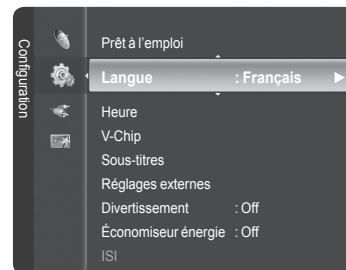 Configuration
Prêt à l'emploi
Langue : Français
Heure
V-Chip
Sous-titres
Réglages externes
Divertissement : Off
Économiseur énergie : Off
ISI